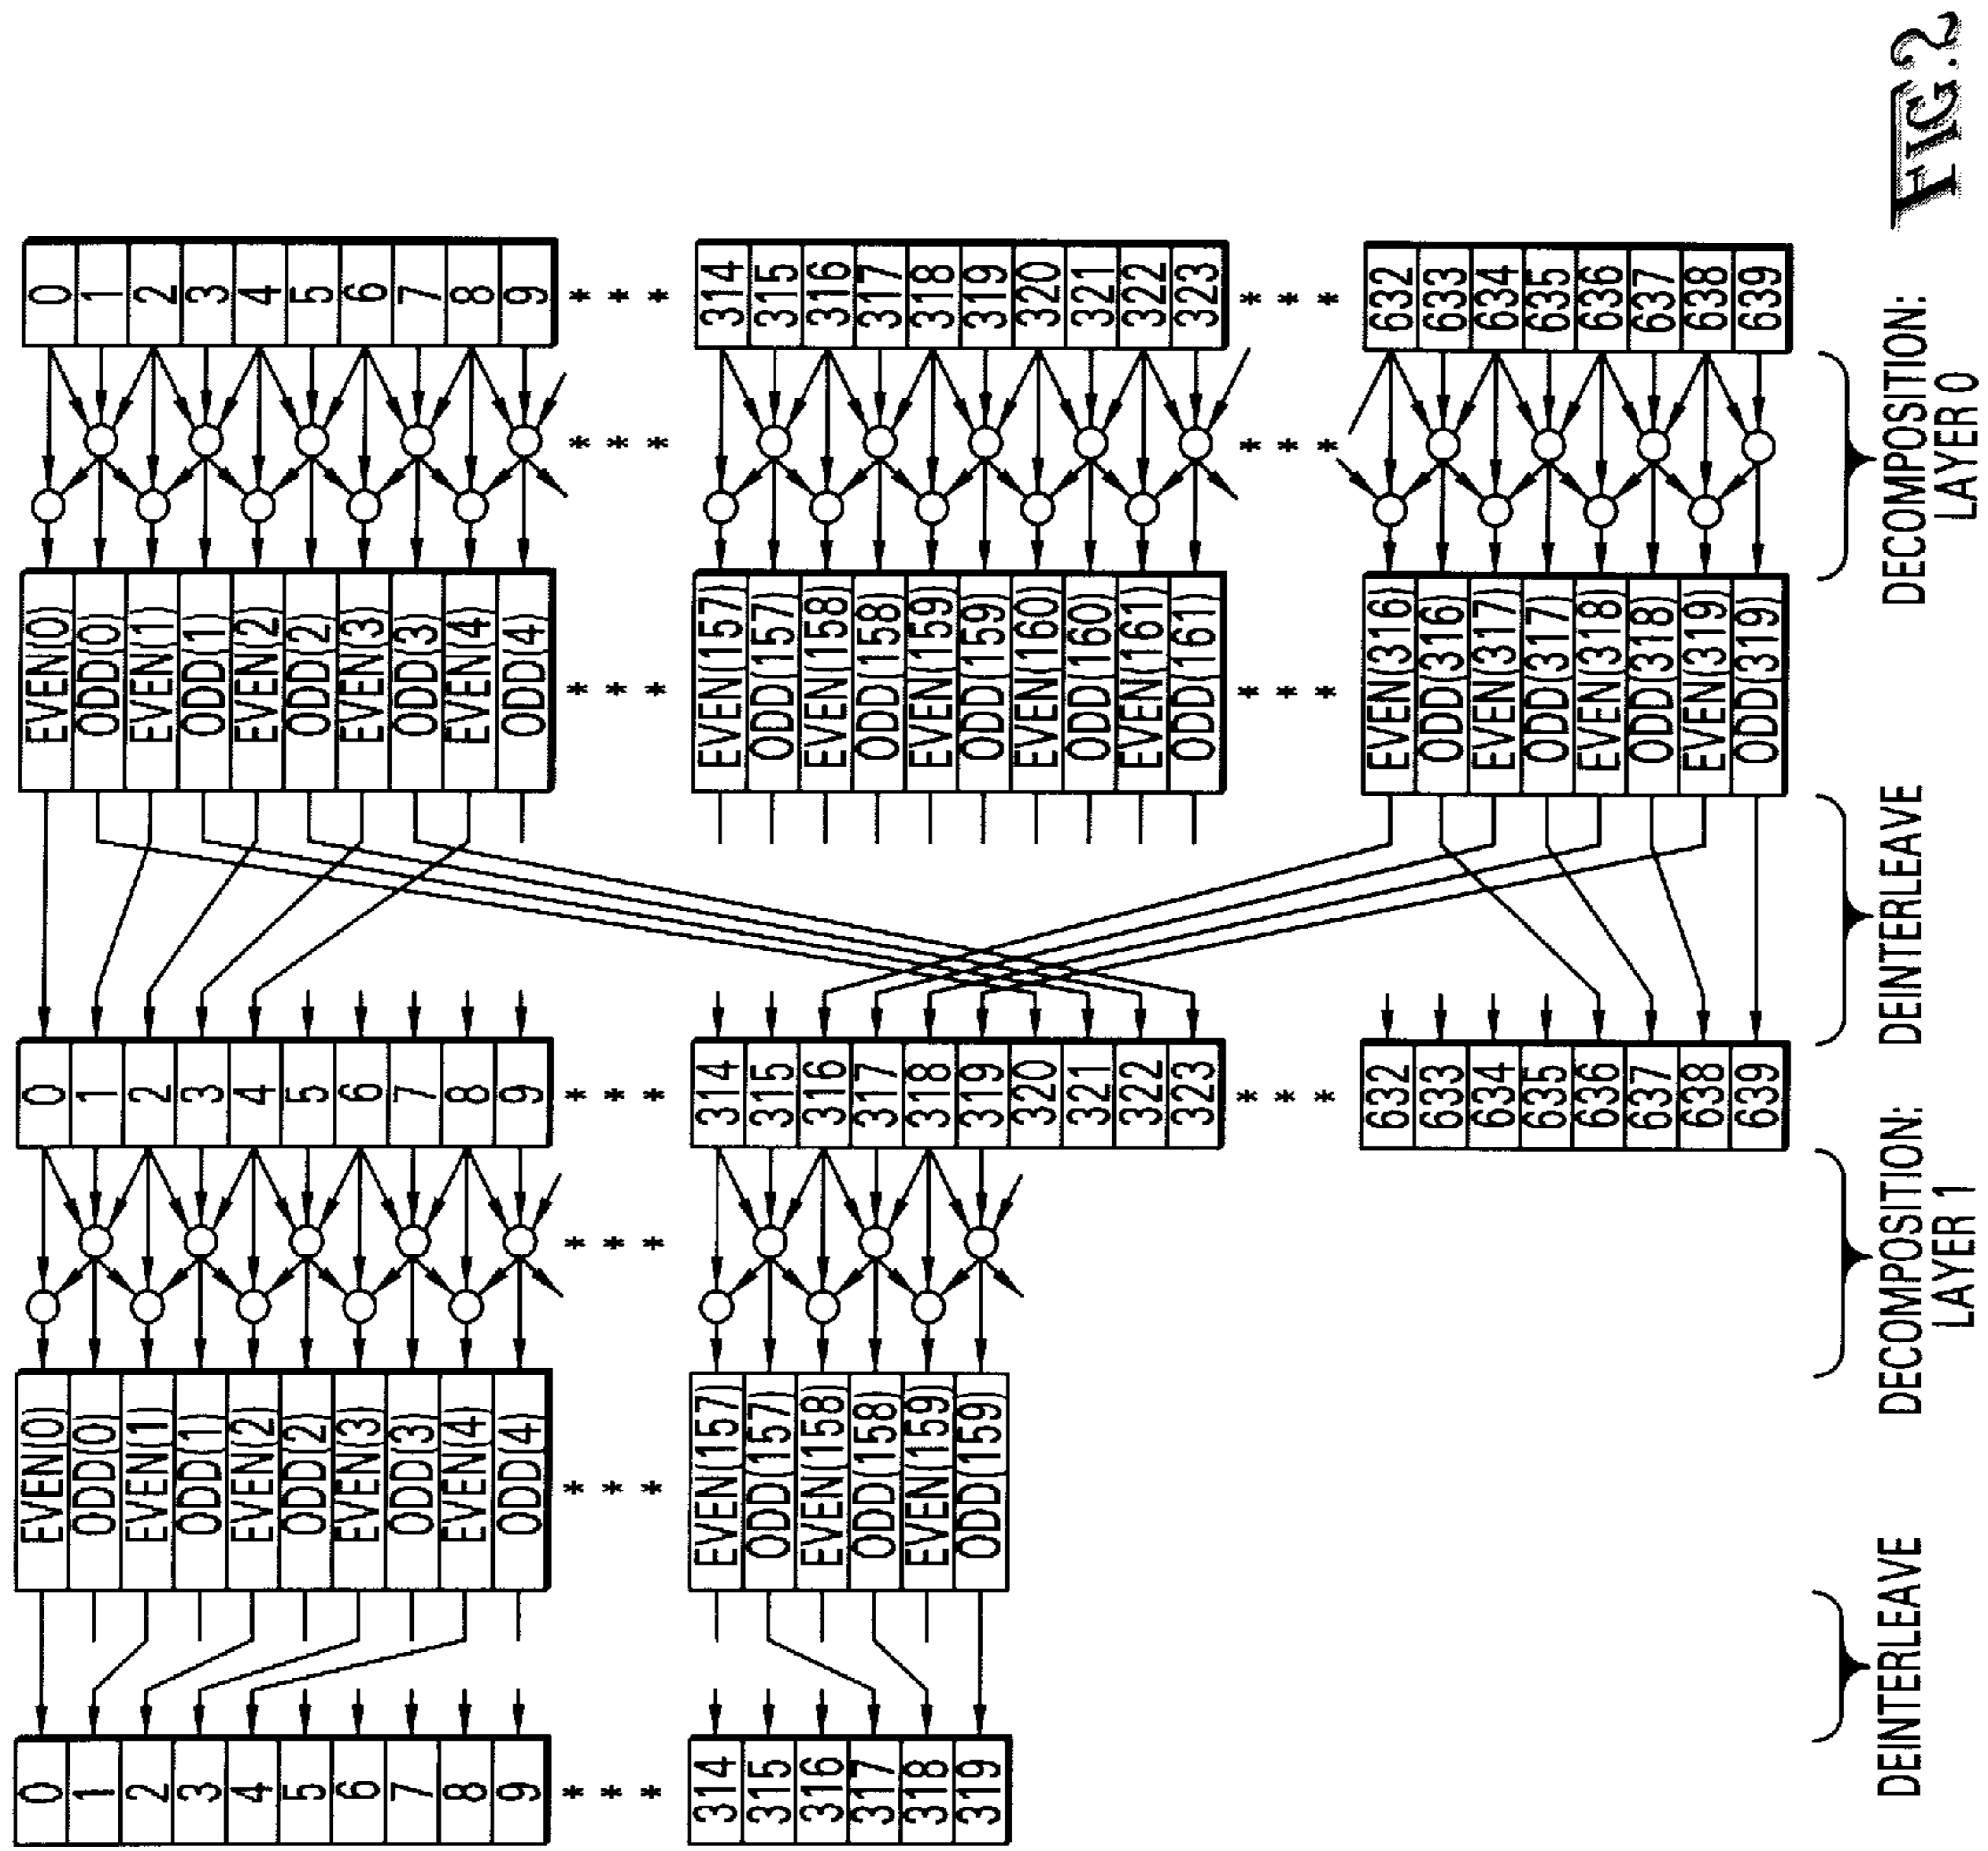 FIG. 2
0 1 2 3 4 5 6 7 8 9 * * * 314 315 316 317 318 319 320 321 322 323 * * * 632 633 634 635 636 637 638 639
* * * * * *
DECOMPOSITION:
LAYER 0
EVEN(0) ODD(0) EVEN(1) ODD(1) EVEN(2) ODD(2) EVEN(3) ODD(3) EVEN(4) ODD(4) * * * EVEN(157) ODD(157) EVEN(158) ODD(158) EVEN(159) ODD(159) EVEN(160) ODD(160) EVEN(161) ODD(161) * * * EVEN(316) ODD(316) EVEN(317) ODD(317) EVEN(318) ODD(318) EVEN(319) ODD(319)
DEINTERLEAVE
0 1 2 3 4 5 6 7 8 9 * * * 314 315 316 317 318 319 320 321 322 323 * * * 632 633 634 635 636 637 638 639
* * *
DECOMPOSITION:
LAYER 1
EVEN(0) ODD(0) EVEN(1) ODD(1) EVEN(2) ODD(2) EVEN(3) ODD(3) EVEN(4) ODD(4) * * * EVEN(157) ODD(157) EVEN(158) ODD(158) EVEN(159) ODD(159)
DEINTERLEAVE
0 1 2 3 4 5 6 7 8 9 * * * 314 315 316 317 318 319